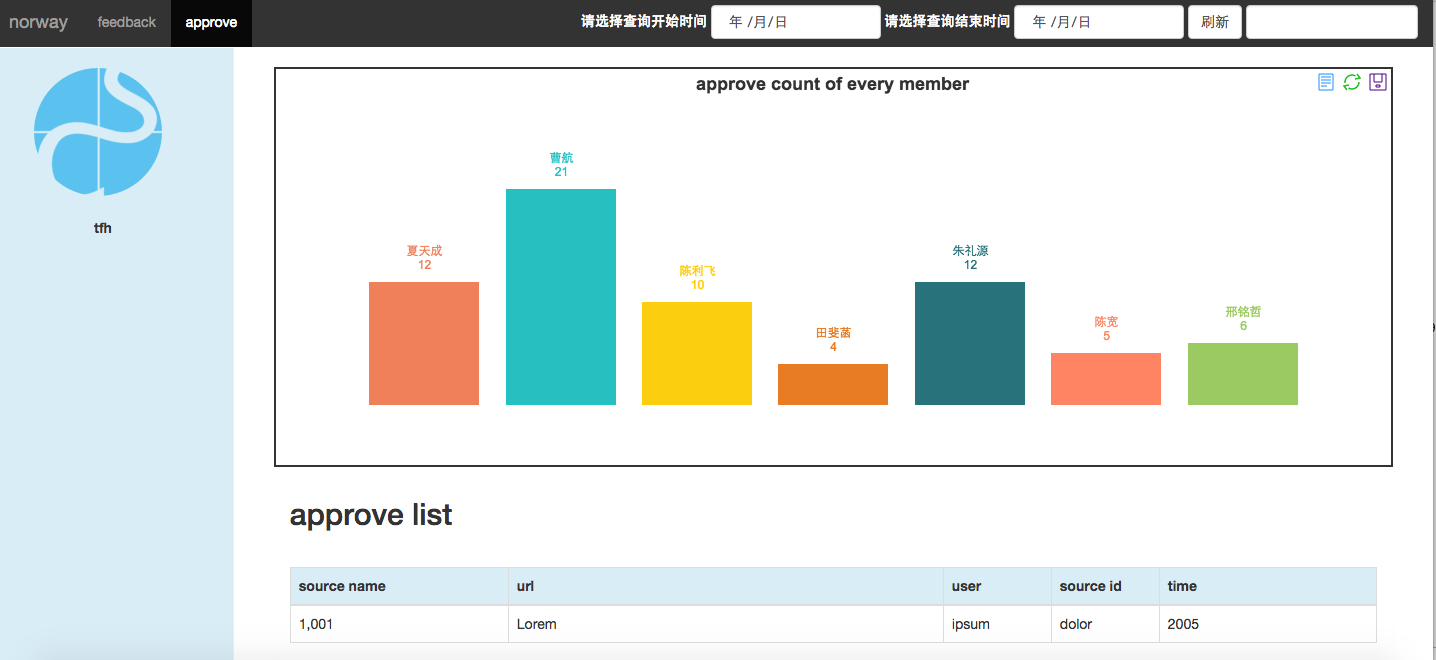 norway feedback approve 请选择查询开始时间 年 /月/日 请选择查询结束时间 年 /月/日 刷新
tfh
approve count of every member
夏天成
12
曹航
21
陈利飞
10
田斐菡
4
朱礼源
12
陈宽
5
邢铭哲
6
approve list
source name url user source id time
1,001 Lorem ipsum dolor 2005